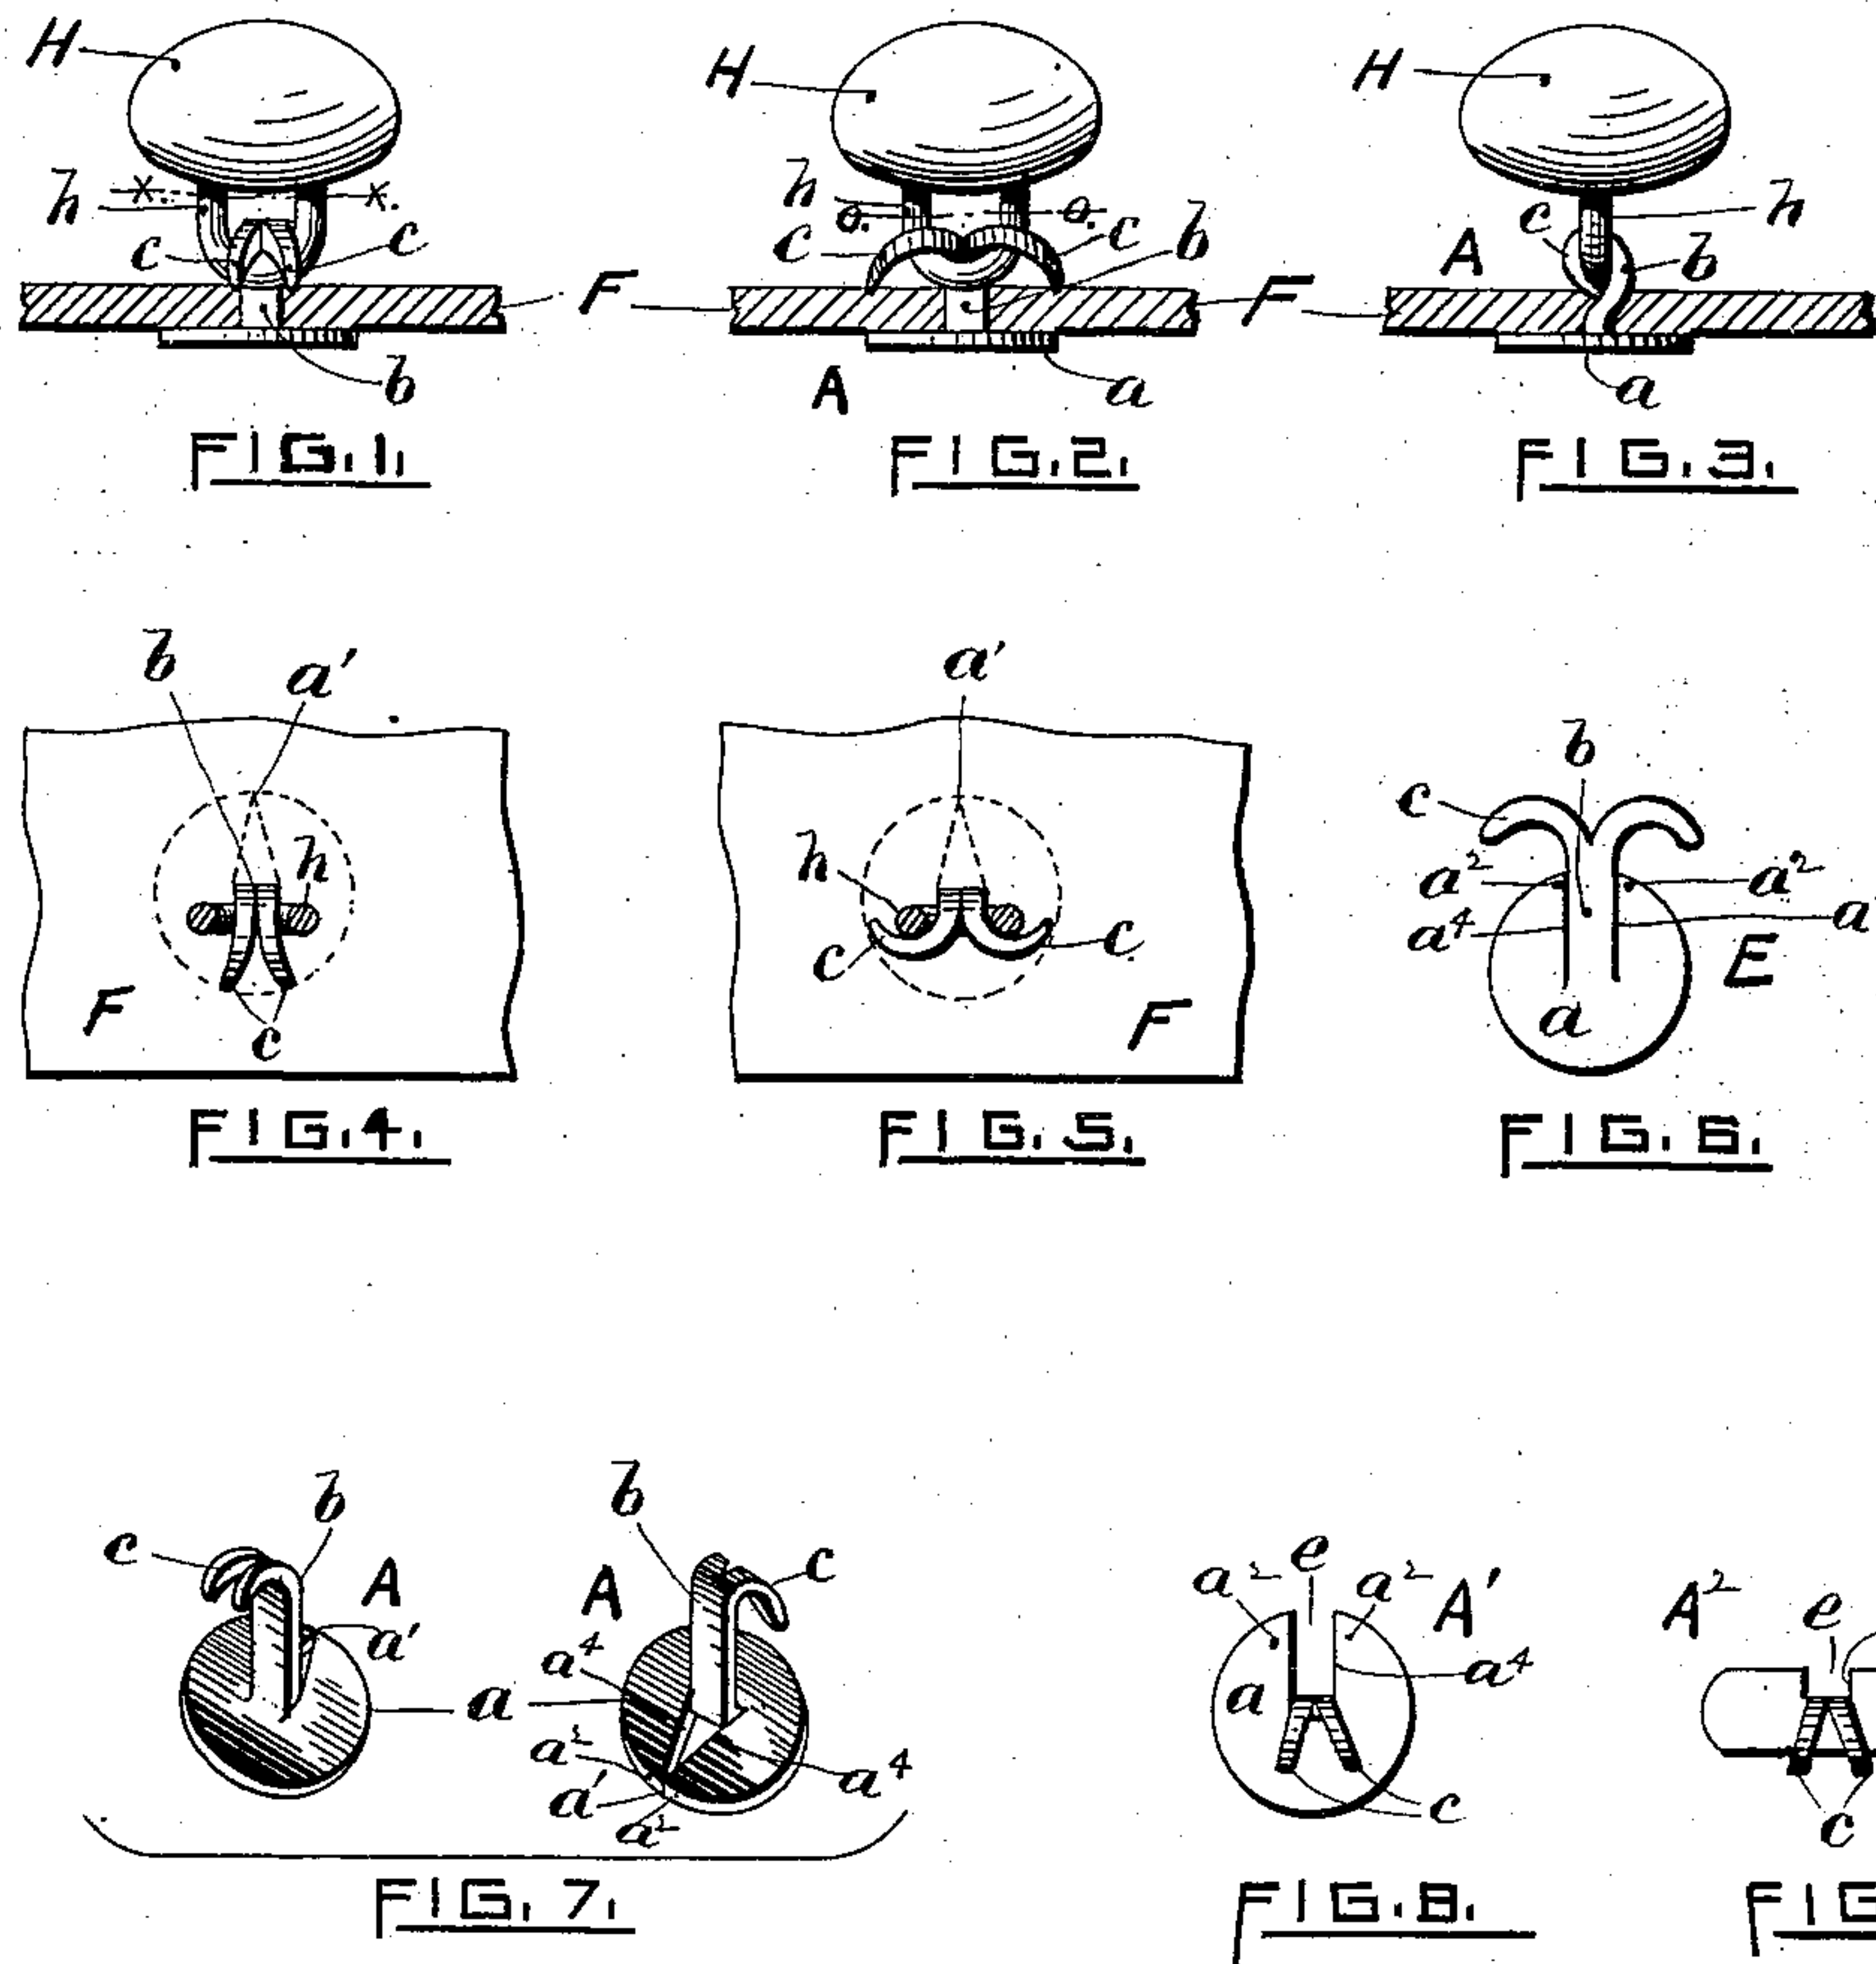 H H H
h x. x. h o. o. c h
c c c c b A b
F F
b A a a
FIG.1. FIG.2. FIG.3.
b a' a' b
c
h h a² a²
a⁴ a
c c E
F F a
c
FIG.4. FIG.5. FIG.6.
b b e
c A A c a² a² A' A² e
a' a⁴ a⁴
a a
a² a⁴
a' c
a² c
FIG. 7. FIG.8. FIG